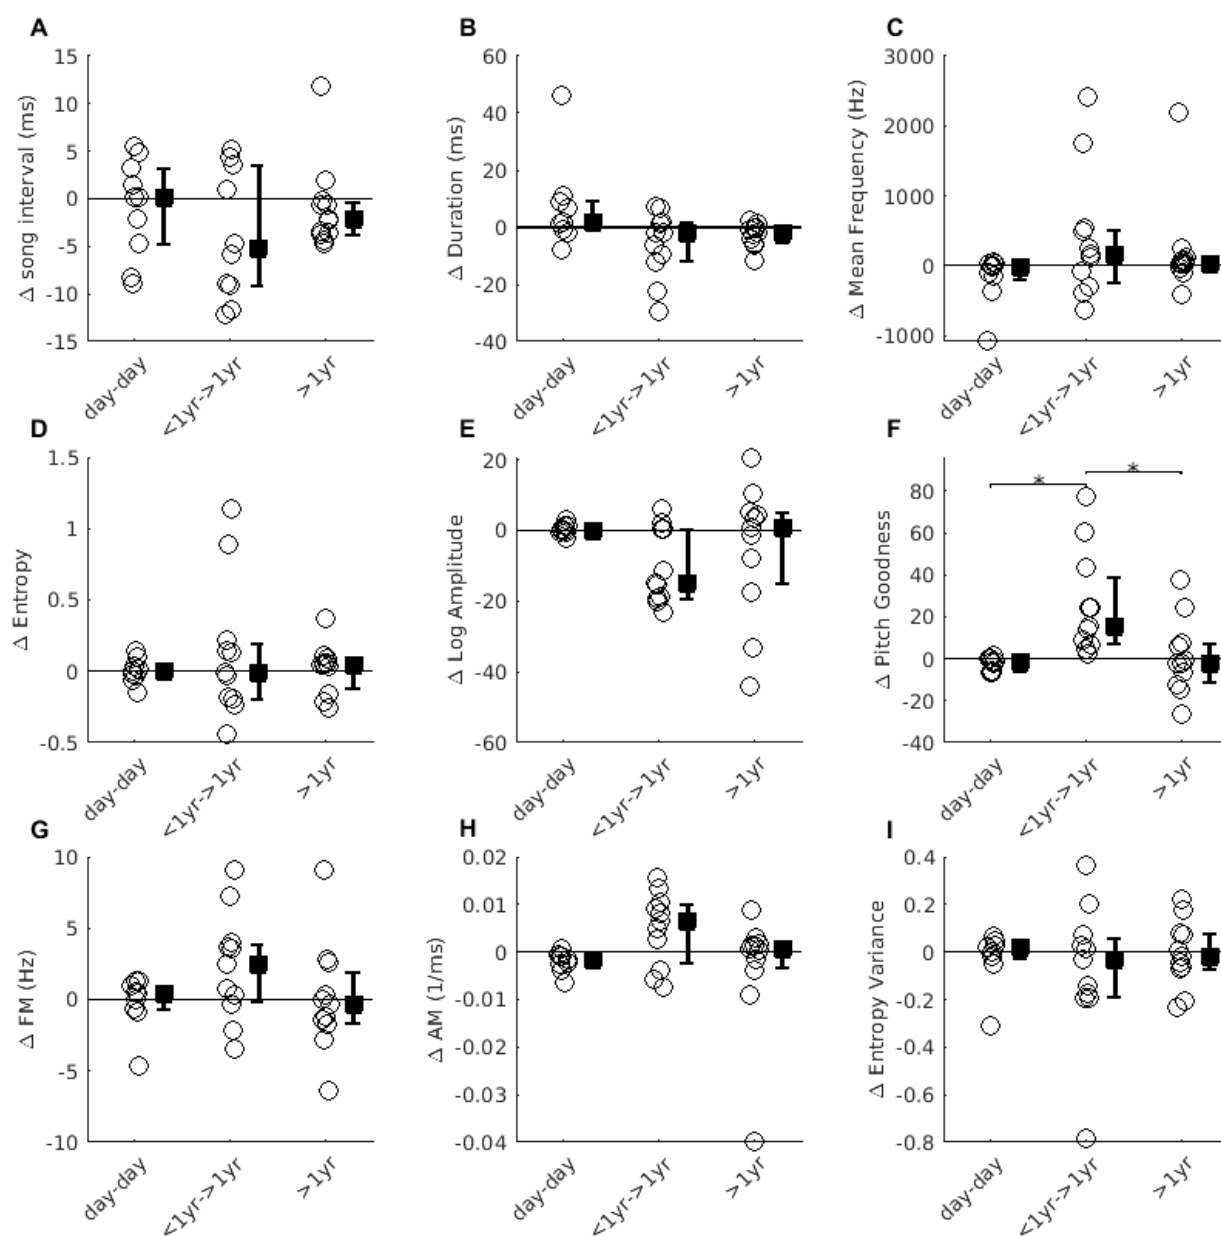 A
Δ song interval (ms)
15
10
5
0
-5
-10
-15
day-day
<1yr->1yr
>1yr
B
Δ Duration (ms)
60
40
20
0
-20
-40
day-day
<1yr->1yr
>1yr
C
Δ Mean Frequency (Hz)
3000
2000
1000
0
-1000
day-day
<1yr->1yr
>1yr
D
Δ Entropy
1.5
1
0.5
0
-0.5
day-day
<1yr->1yr
>1yr
E
Δ Log Amplitude
20
0
-20
-40
-60
day-day
<1yr->1yr
>1yr
F
Δ Pitch Goodness
80
60
40
20
0
-20
-40
* *
day-day
<1yr->1yr
>1yr
G
Δ FM (Hz)
10
5
0
-5
-10
day-day
<1yr->1yr
>1yr
H
Δ AM (1/ms)
0.02
0.01
0
-0.01
-0.02
-0.03
-0.04
day-day
<1yr->1yr
>1yr
I
Δ Entropy Variance
0.4
0.2
0
-0.2
-0.4
-0.6
-0.8
day-day
<1yr->1yr
>1yr